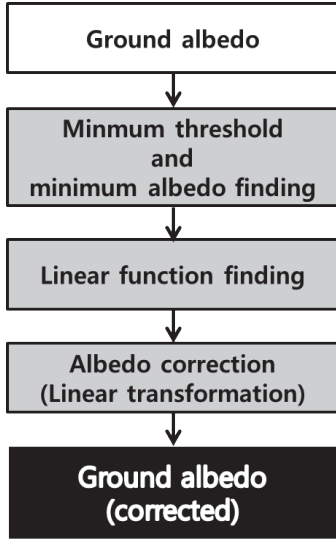 Ground albedo
Minmum threshold
and
minimum albedo finding
Linear function finding
Albedo correction
(Linear transformation)
Ground albedo
(corrected)